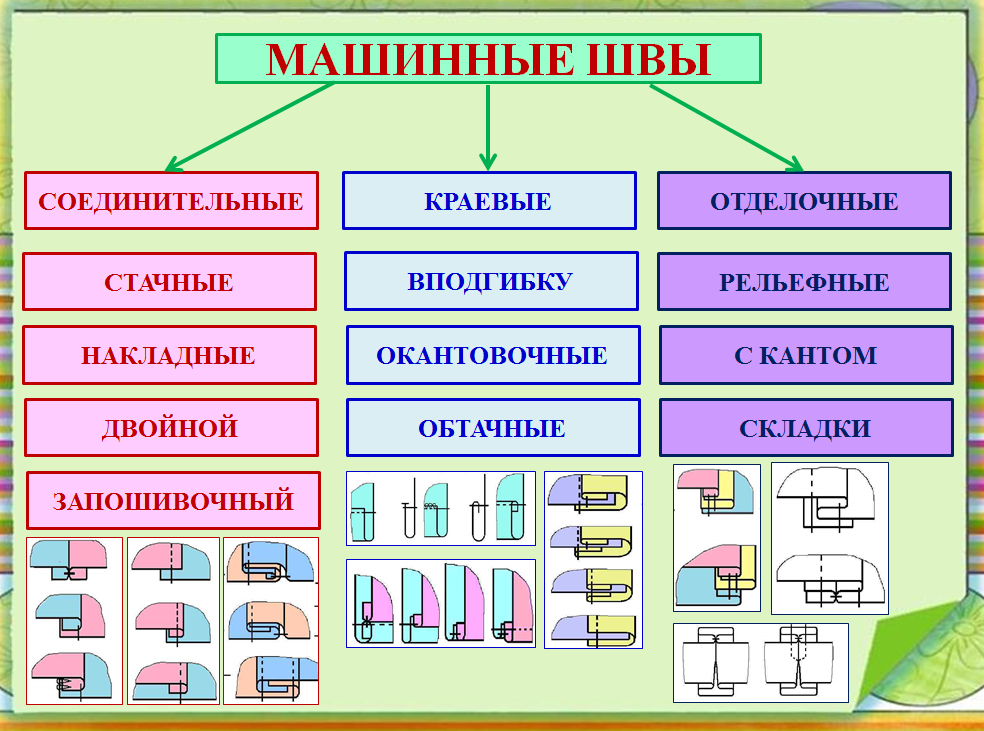 МАШИННЫЕ ШВЫ
СОЕДИНИТЕЛЬНЫЕ
КРАЕВЫЕ
ОТДЕЛОЧНЫЕ
СТАЧНЫЕ
ВПОДГИБКУ
РЕЛЬЕФНЫЕ
НАКЛАДНЫЕ
ОКАНТОВОЧНЫЕ
С КАНТОМ
ДВОЙНОЙ
ОБТАЧНЫЕ
СКЛАДКИ
ЗАПОШИВОЧНЫЙ